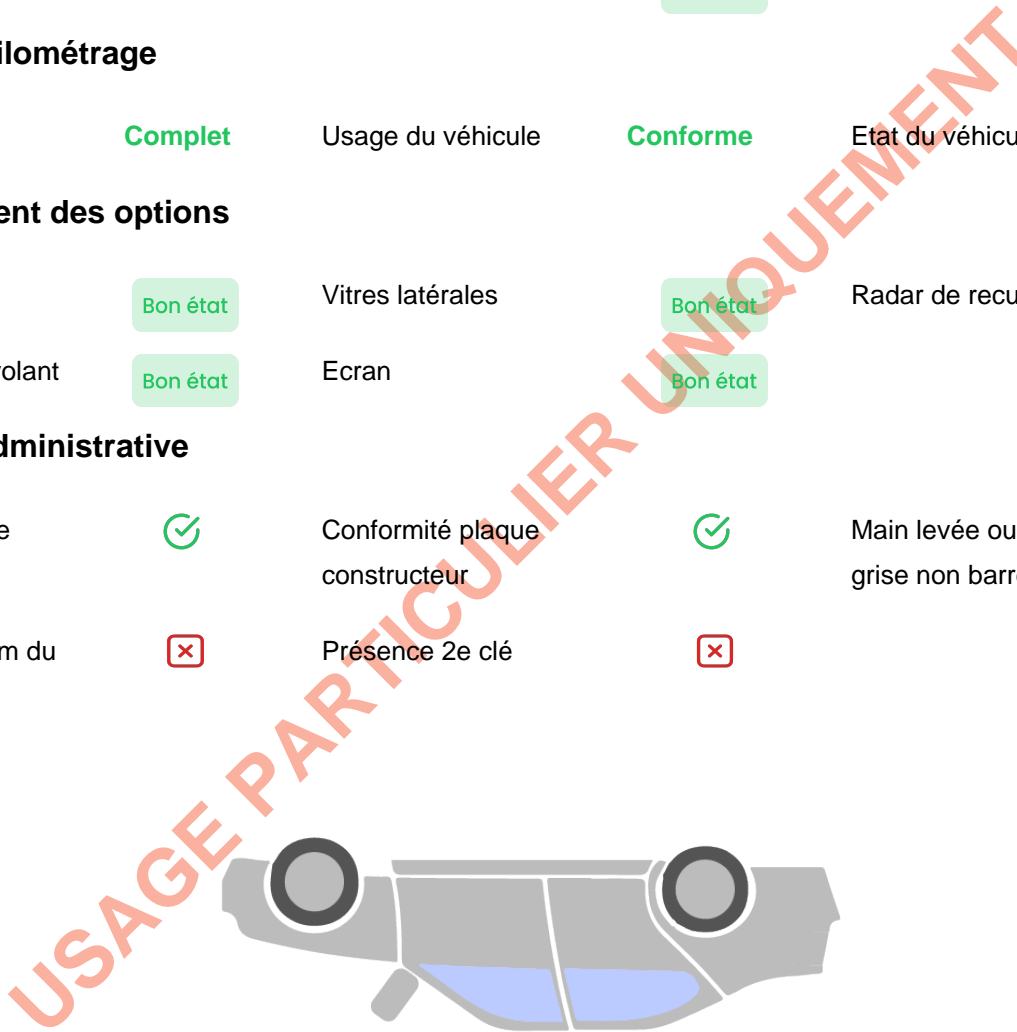 ilométrage
Complet Usage du véhicule Conforme Etat du véhicu
ent des options
Bon état Vitres latérales Bon état Radar de recu
volant Bon état Ecran Bon état
dministrative
e Conformité plaque Main levée ou
constructeur grise non barr
m du Présence 2e clé
USAGE PARTICULIER UNIQUEMENT